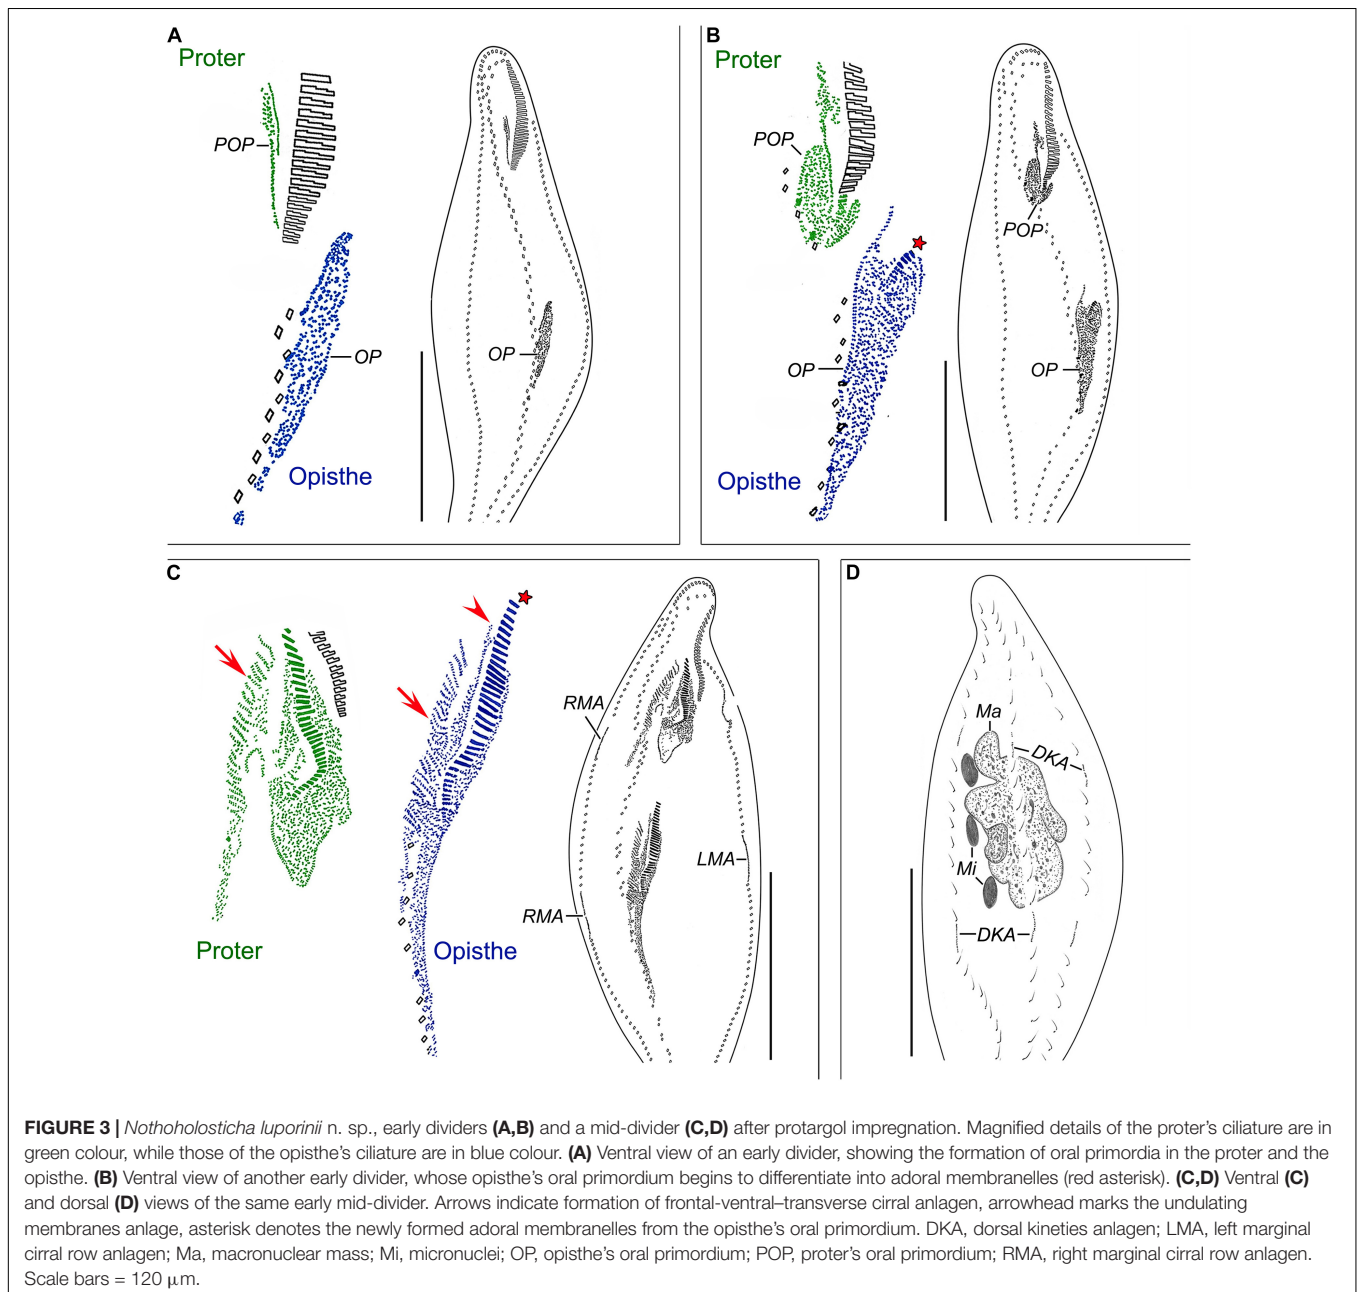 A
Proter
POP
OP
Opisthe
OP
B
Proter
POP
OP
Opisthe
POP
OP
C
Proter
Opisthe
RMA
RMA
LMA
D
Ma
DKA
Mi
DKA
FIGURE 3 | Nothoholosticha luporinii n. sp., early dividers (A,B) and a mid-divider (C,D) after protargol impregnation. Magnified details of the proter's ciliature are in
green colour, while those of the opisthe's ciliature are in blue colour. (A) Ventral view of an early divider, showing the formation of oral primordia in the proter and the
opisthe. (B) Ventral view of another early divider, whose opisthe's oral primordium begins to differentiate into adoral membranelles (red asterisk). (C,D) Ventral (C)
and dorsal (D) views of the same early mid-divider. Arrows indicate formation of frontal-ventral–transverse cirral anlagen, arrowhead marks the undulating
membranes anlage, asterisk denotes the newly formed adoral membranelles from the opisthe's oral primordium. DKA, dorsal kineties anlagen; LMA, left marginal
cirral row anlagen; Ma, macronuclear mass; Mi, micronuclei; OP, opisthe's oral primordium; POP, proter's oral primordium; RMA, right marginal cirral row anlagen.
Scale bars = 120 μm.